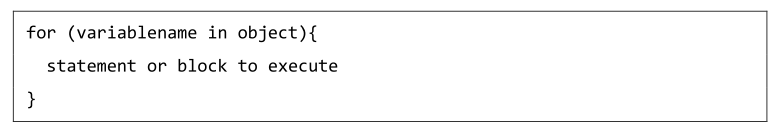 for (variablename in object){
  statement or block to execute
}